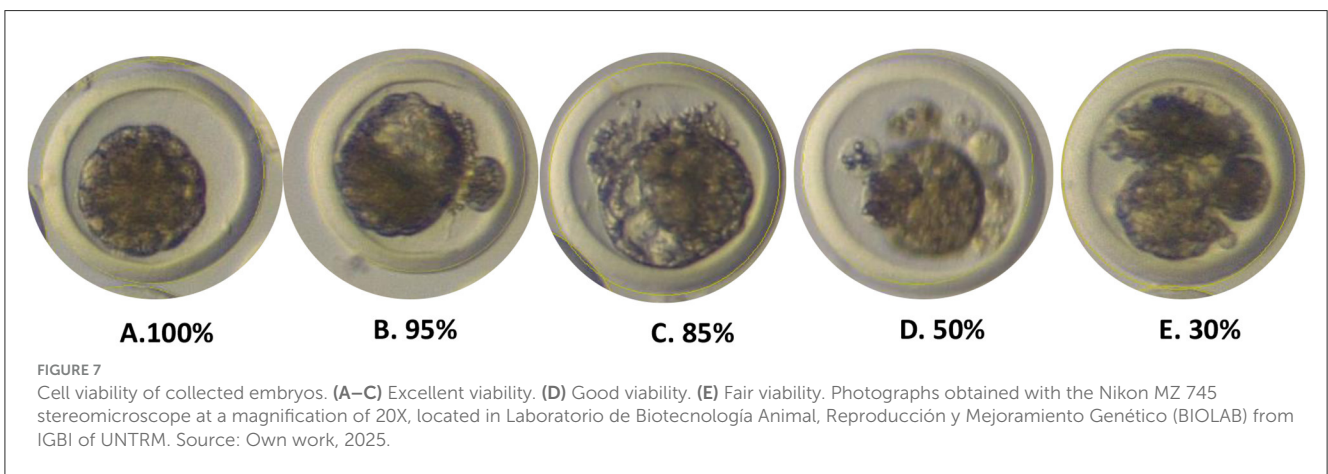 A.100%
B. 95%
C. 85%
D. 50%
E. 30%
FIGURE 7
Cell viability of collected embryos. (A–C) Excellent viability. (D) Good viability. (E) Fair viability. Photographs obtained with the Nikon MZ 745
stereomicroscope at a magnification of 20X, located in Laboratorio de Biotecnología Animal, Reproducción y Mejoramiento Genético (BIOLAB) from
IGBI of UNTRM. Source: Own work, 2025.